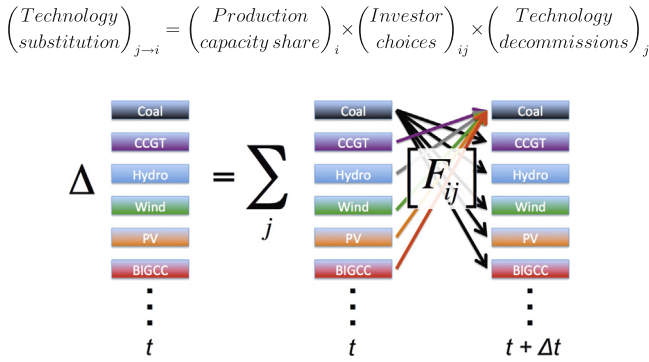 (Technology substitution)j→i = (Production capacity share)i × (Investor choices)ij × (Technology decommissions)j
Coal Coal Coal
CCGT CCGT CCGT
Hydro Hydro Hydro
Δ = ∑j [Fij]
Wind Wind Wind
PV PV PV
BIGCC BIGCC BIGCC
t t t + Δt